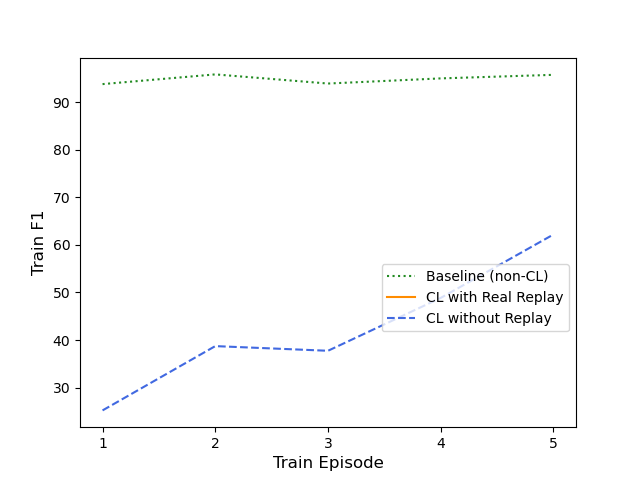 90
80
70
60
50
40
30
Train F1
Baseline (non-CL)
CL with Real Replay
CL without Replay
1 2 3 4 5
Train Episode